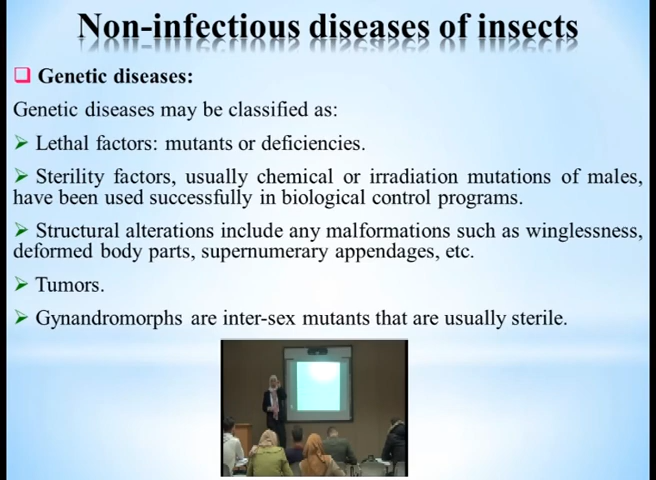 Non-infectious diseases of insects
Genetic diseases:
Genetic diseases may be classified as:
Lethal factors: mutants or deficiencies.
Sterility factors, usually chemical or irradiation mutations of males,
have been used successfully in biological control programs.
Structural alterations include any malformations such as winglessness,
deformed body parts, supernumerary appendages, etc.
Tumors.
Gynandromorphs are inter-sex mutants that are usually sterile.